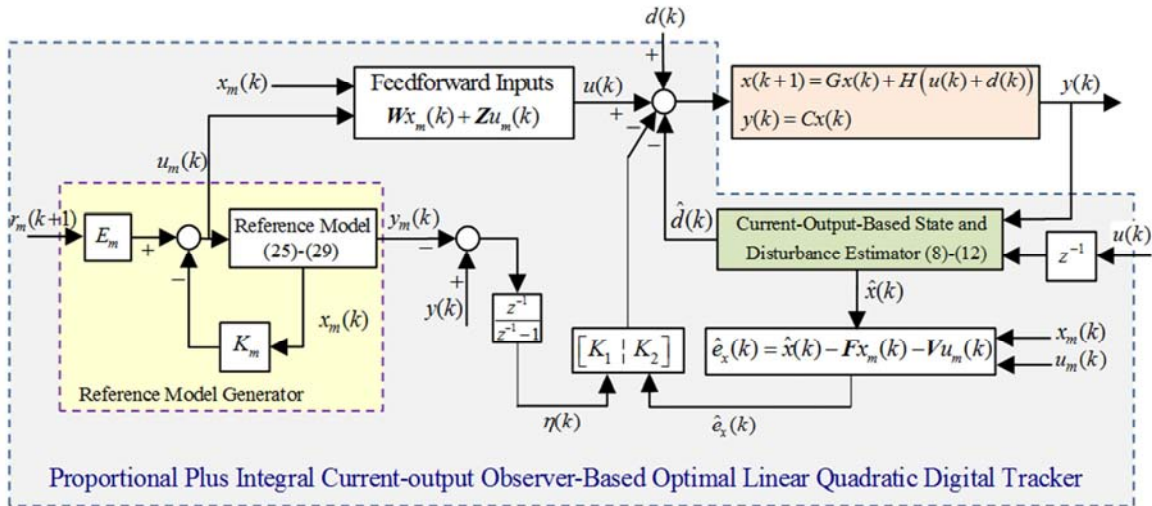 d(k)
+
x_m(k)
Feedforward Inputs
Wx_m(k)+Zu_m(k)
u(k)
+
−
−
x(k+1)=Gx(k)+H(u(k)+d(k))
y(k)=Cx(k)
y(k)
u_m(k)
r_m(k+1)
E_m
+
−
Reference Model
(25)-(29)
y_m(k)
−
+
y(k)
z^{-1}
z^{-1}−1
d̂(k)
Current-Output-Based State and
Disturbance Estimator (8)-(12)
z^{-1}
u(k)
x̂(k)
K_m
x_m(k)
Reference Model Generator
[K_1 ¦ K_2]
ê_x(k)=x̂(k)−Fx_m(k)−Vu_m(k)
x_m(k)
u_m(k)
η(k)
ê_x(k)
Proportional Plus Integral Current-output Observer-Based Optimal Linear Quadratic Digital Tracker